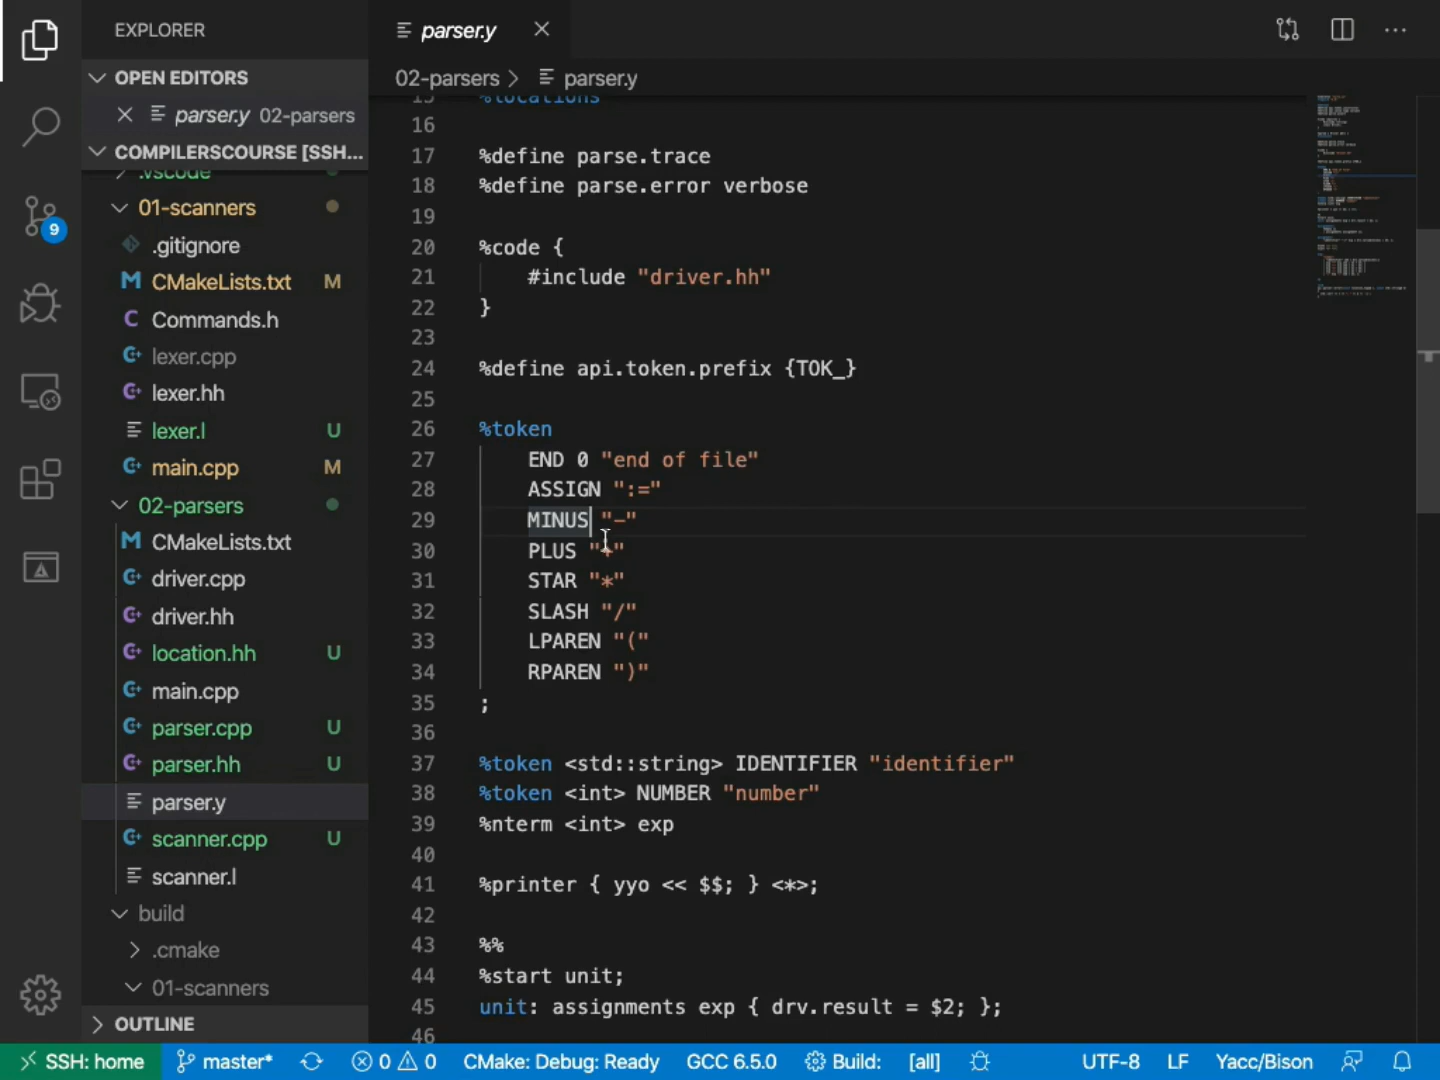 EXPLORER
OPEN EDITORS
parser.y 02-parsers
COMPILERSCOURSE [SSH...
.vscode
01-scanners
.gitignore
M CMakeLists.txt M
C Commands.h
lexer.cpp
lexer.hh
lexer.l U
main.cpp M
02-parsers
M CMakeLists.txt
driver.cpp
driver.hh
location.hh U
main.cpp
parser.cpp U
parser.hh U
parser.y
scanner.cpp U
scanner.l
build
.cmake
01-scanners
OUTLINE
9
parser.y
02-parsers > parser.y
15 %locations
16
17 %define parse.trace
18 %define parse.error verbose
19
20 %code {
21 #include "driver.hh"
22 }
23
24 %define api.token.prefix {TOK_}
25
26 %token
27 END 0 "end of file"
28 ASSIGN ":="
29 MINUS "-"
30 PLUS "+"
31 STAR "*"
32 SLASH "/"
33 LPAREN "("
34 RPAREN ")"
35 ;
36
37 %token <std::string> IDENTIFIER "identifier"
38 %token <int> NUMBER "number"
39 %nterm <int> exp
40
41 %printer { yyo << $$; } <*>;
42
43 %%
44 %start unit;
45 unit: assignments exp { drv.result = $2; };
46
SSH: home master* 0 0 CMake: Debug: Ready GCC 6.5.0 Build: [all] UTF-8 LF Yacc/Bison